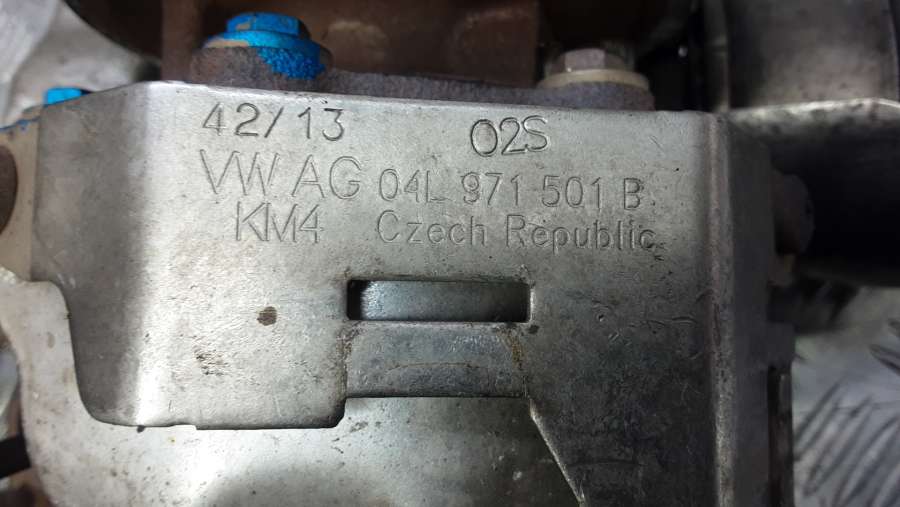 42/13 02S
VW AG 04L 971 501 B
KM4 Czech Republic